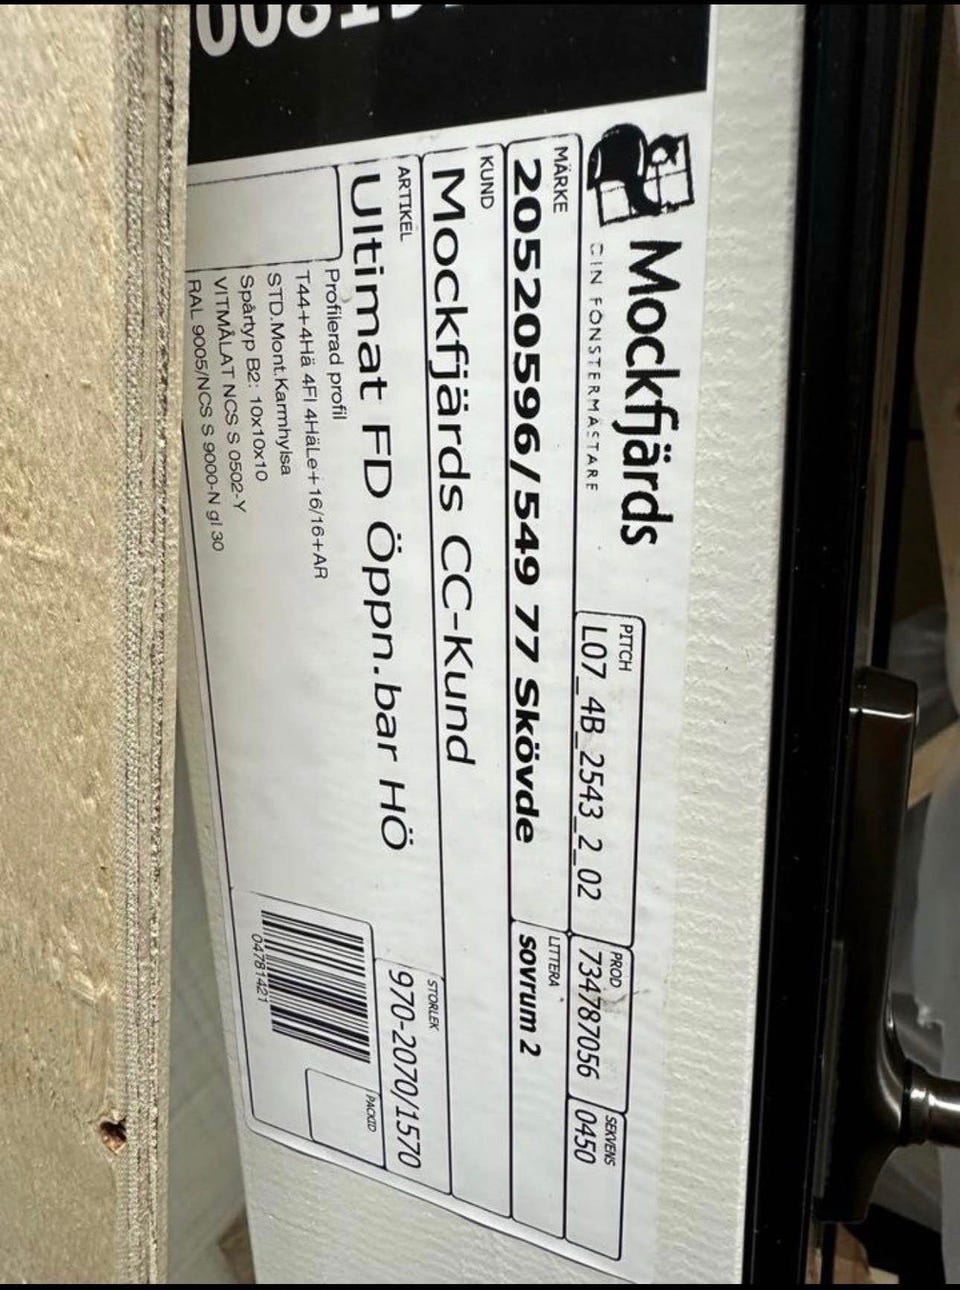 Mockfjärds
DIN FÖNSTERMÄSTARE
PITCH
L07_4B_2543_2_02
PROD
734787056
SEKVENS
0450
MÄRKE
20520596/549 77 Skövde
LITTERA
sovrum 2
KUND
Mockfjärds CC-Kund
ARTIKEL
Ultimat FD Öppn.bar HÖ
STORLEK
970-2070/1570
Profilerad profil
T44+4Hä 4Fl 4HäLe+16/16+AR
STD.Mont.Karmhylsa
Spårtyp B2: 10x10x10
VITMÅLAT NCS S 0502-Y
RAL 9005/NCS S 9000-N gl 30
04781421
PACKID